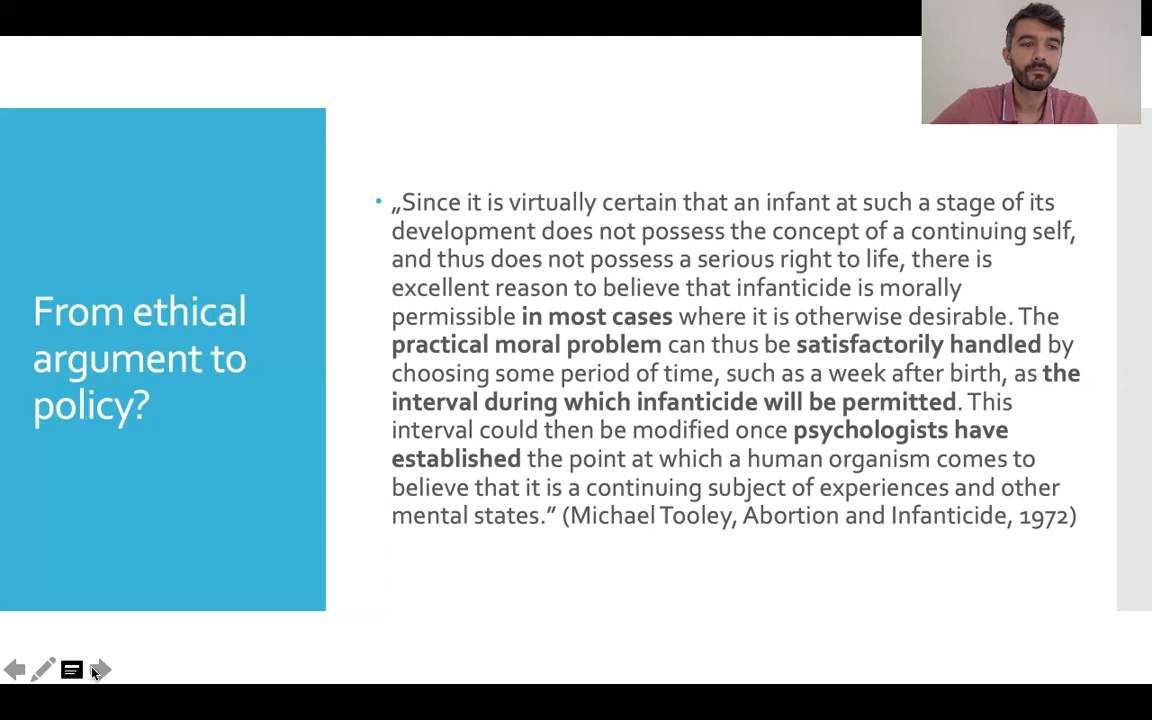 From ethical
argument to
policy?
• „Since it is virtually certain that an infant at such a stage of its
development does not possess the concept of a continuing self,
and thus does not possess a serious right to life, there is
excellent reason to believe that infanticide is morally
permissible in most cases where it is otherwise desirable. The
practical moral problem can thus be satisfactorily handled by
choosing some period of time, such as a week after birth, as the
interval during which infanticide will be permitted. This
interval could then be modified once psychologists have
established the point at which a human organism comes to
believe that it is a continuing subject of experiences and other
mental states.” (Michael Tooley, Abortion and Infanticide, 1972)